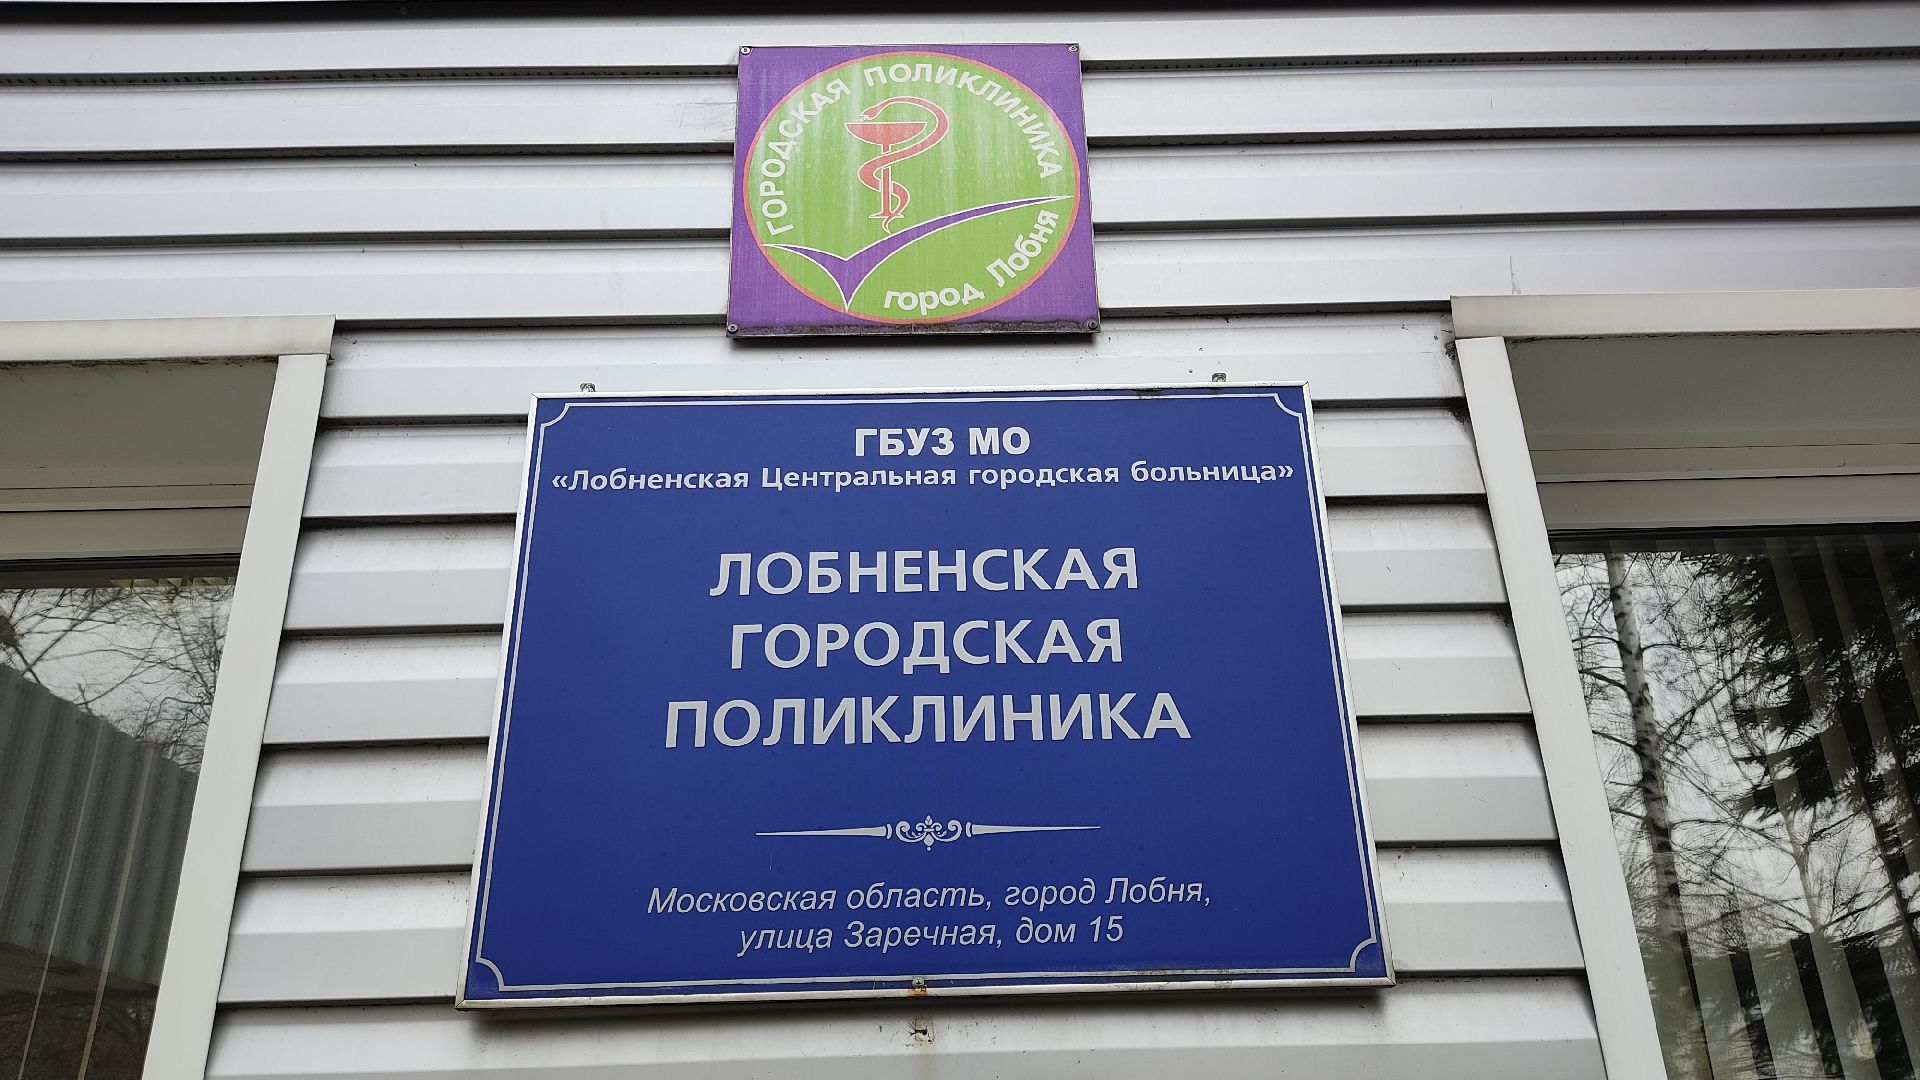 ГОРОДСКАЯ ПОЛИКЛИНИКА
город Лобня
ГБУЗ МО
«Лобненская Центральная городская больница»
ЛОБНЕНСКАЯ
ГОРОДСКАЯ
ПОЛИКЛИНИКА
Московская область, город Лобня,
улица Заречная, дом 15